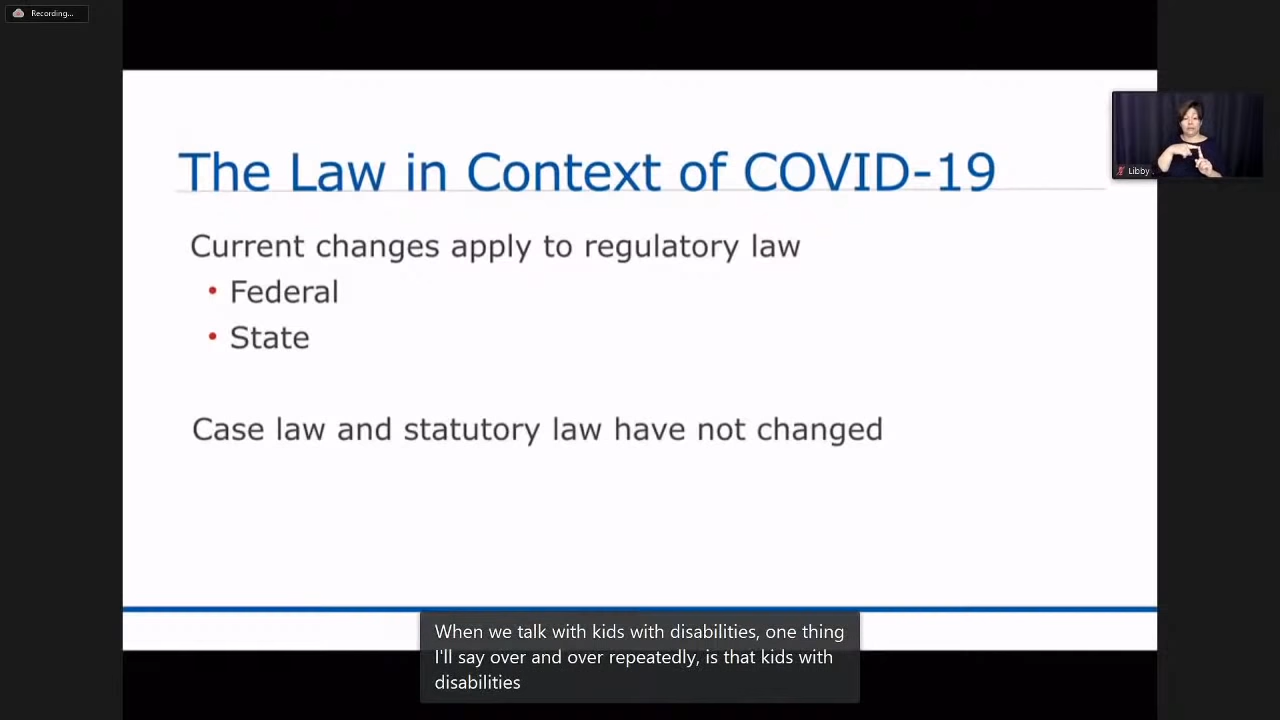 Recording...
The Law in Context of COVID-19
Current changes apply to regulatory law
• Federal
• State
Case law and statutory law have not changed
Libby
When we talk with kids with disabilities, one thing
I'll say over and over repeatedly, is that kids with
disabilities